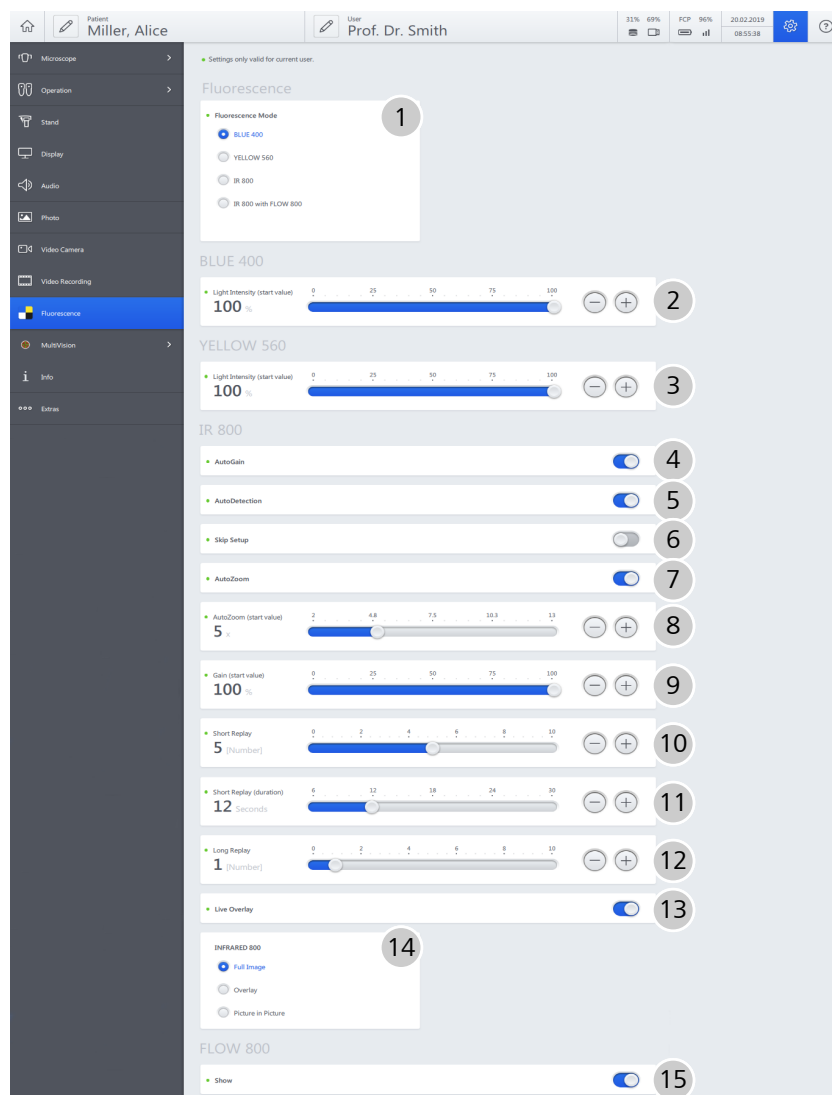 Patient
Miller, Alice
User
Prof. Dr. Smith
31% 69%
FCP 96%
20.02.2019
08:55:38
Microscope
Operation
Stand
Display
Audio
Photo
Video Camera
Video Recording
Fluorescence
MultiVision
Info
Extras
Settings only valid for current user.
Fluorescence
Fluorescence Mode
1
BLUE 400
YELLOW 560
IR 800
IR 800 with FLOW 800
BLUE 400
Light Intensity (start value) 0 25 50 75 100
100 %
2
YELLOW 560
Light Intensity (start value) 0 25 50 75 100
100 %
3
IR 800
AutoGain 4
AutoDetection 5
Skip Setup 6
AutoZoom 7
AutoZoom (start value) 2 4.8 7.5 10.3 13
5 x
8
Gain (start value) 0 25 50 75 100
100 %
9
Short Replay 0 2 4 6 8 10
5 [Number]
10
Short Replay (duration) 6 12 18 24 30
12 Seconds
11
Long Replay 0 2 4 6 8 10
1 [Number]
12
Live Overlay 13
INFRARED 800 14
Full Image
Overlay
Picture in Picture
FLOW 800
Show 15